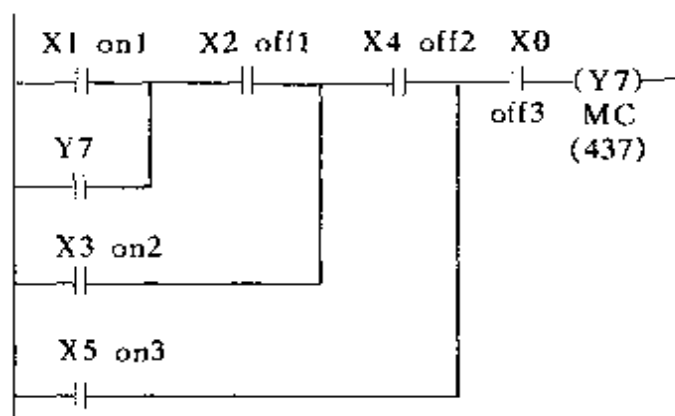 X1 on1 X2 off1 X4 off2 X0
off3 (Y7)
MC
(437)
Y7
X3 on2
X5 on3